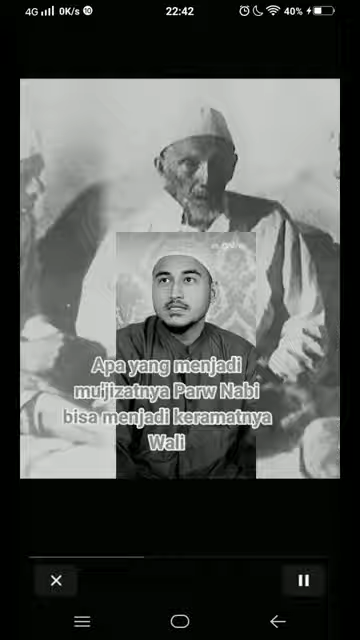 4G 0K/s 22:42 40%
Apa yang menjadi
mu'jizatnya Parw Nabi
bisa menjadi keramatnya
Wali